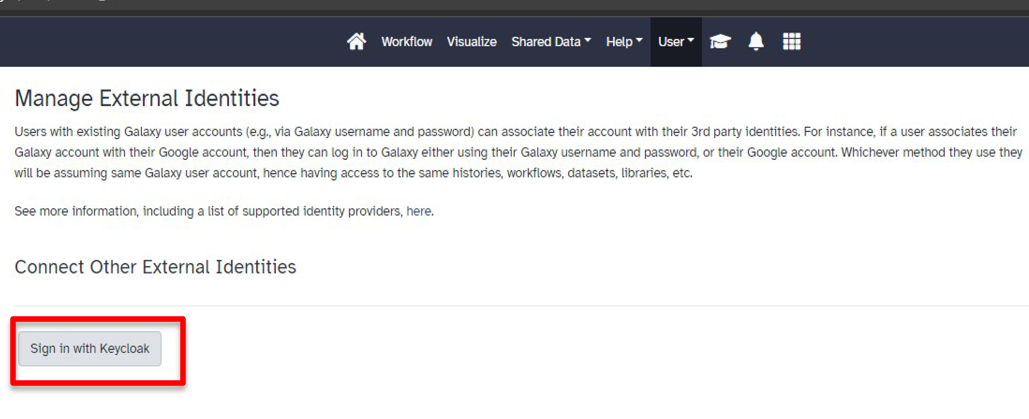 Workflow Visualize Shared Data Help User
Manage External Identities
Users with existing Galaxy user accounts (e.g., via Galaxy username and password) can associate their account with their 3rd party identities. For instance, if a user associates their
Galaxy account with their Google account, then they can log in to Galaxy either using their Galaxy username and password, or their Google account. Whichever method they use they
will be assuming same Galaxy user account, hence having access to the same histories, workflows, datasets, libraries, etc.
See more information, including a list of supported identity providers, here.
Connect Other External Identities
Sign in with Keycloak